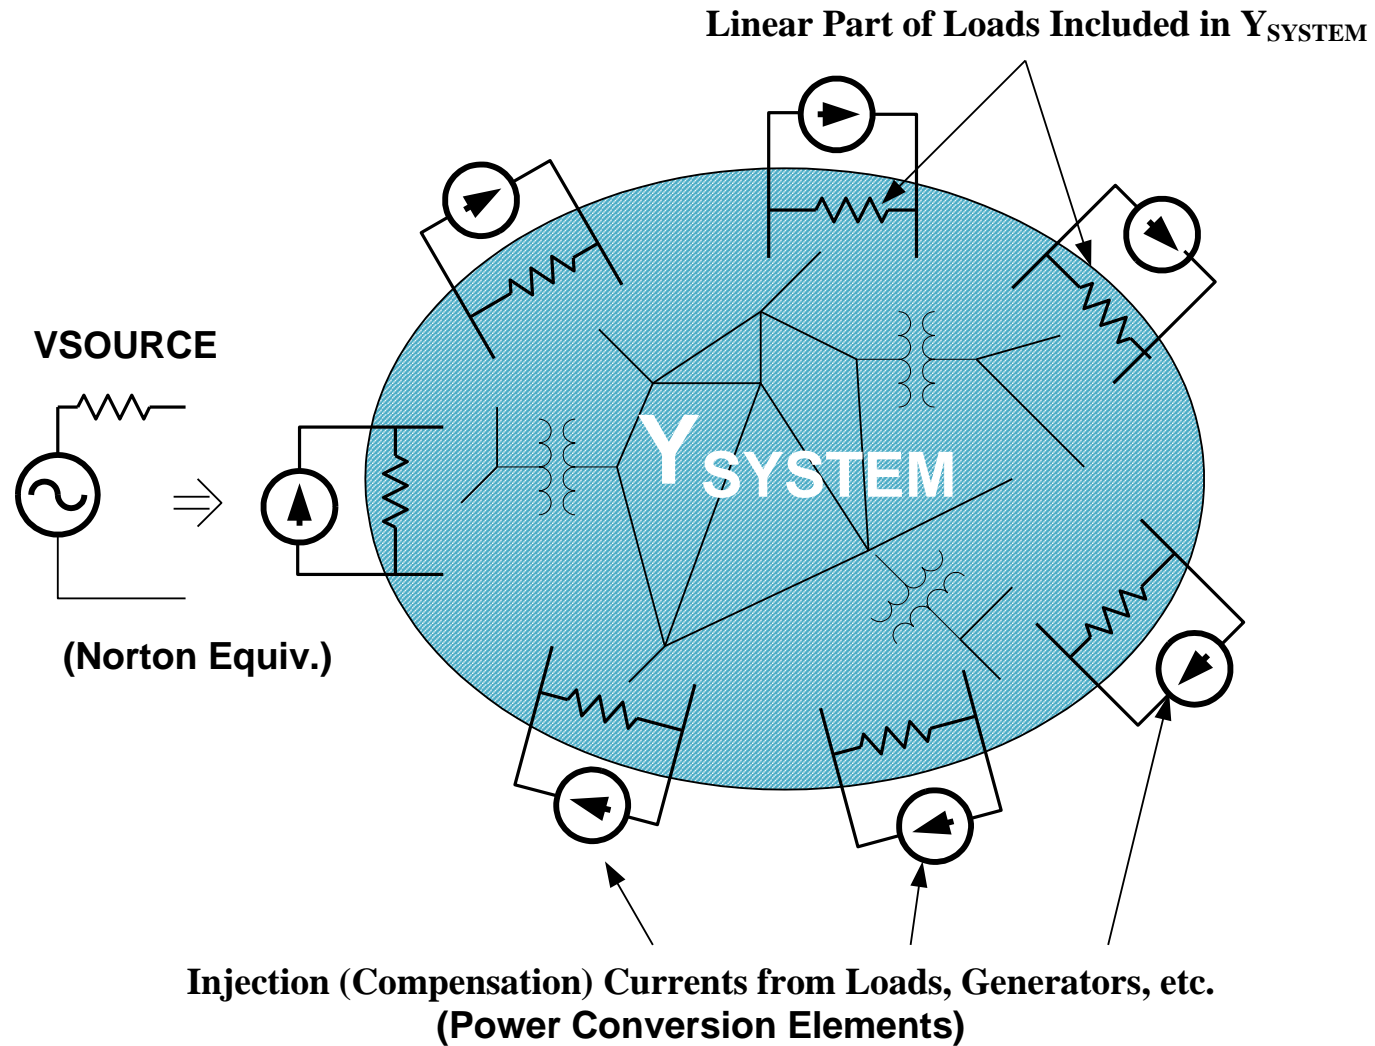 Linear Part of Loads Included in YSYSTEM
VSOURCE
YSYSTEM
(Norton Equiv.)
Injection (Compensation) Currents from Loads, Generators, etc.
(Power Conversion Elements)